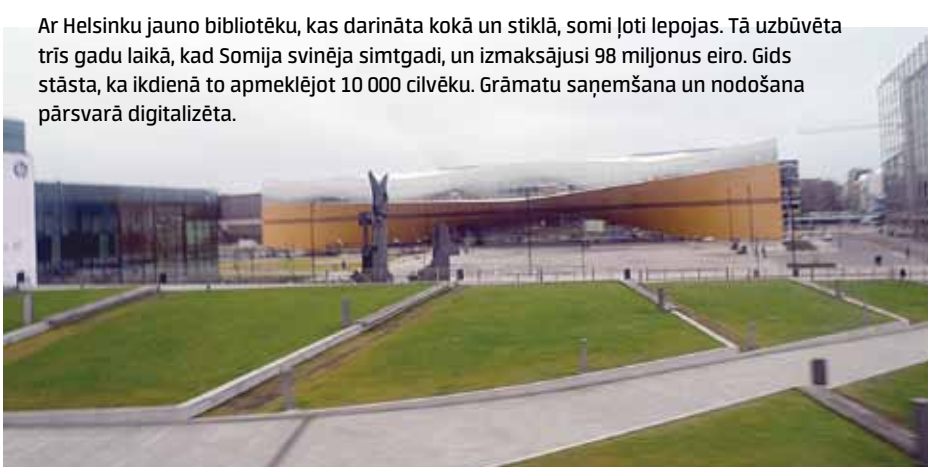 Ar Helsinku jauno bibliotēku, kas darināta kokā un stiklā, somi ļoti lepojas. Tā uzbūvēta
trīs gadu laikā, kad Somija svinēja simtgadi, un izmaksājusi 98 miljonus eiro. Gids
stāsta, ka ikdienā to apmeklējot 10 000 cilvēku. Grāmatu saņemšana un nodošana
pārsvarā digitalizēta.